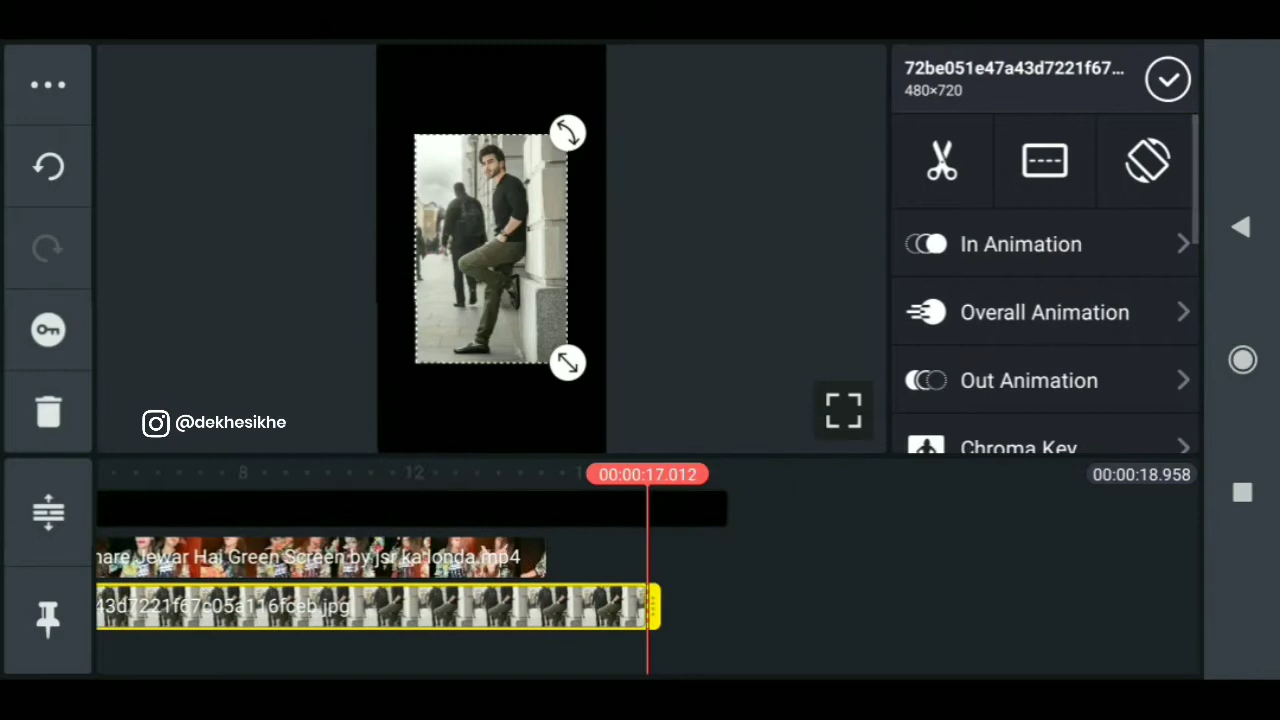 72be051e47a43d7221f67...
480×720
In Animation
Overall Animation
Out Animation
Chroma Key
@dekhesikhe
8
12
00:00:17.012
00:00:18.958
hare Jewar Hai Green Screen by jsr ka londa.mp4
43d7221f67c05a116fceb.jpg